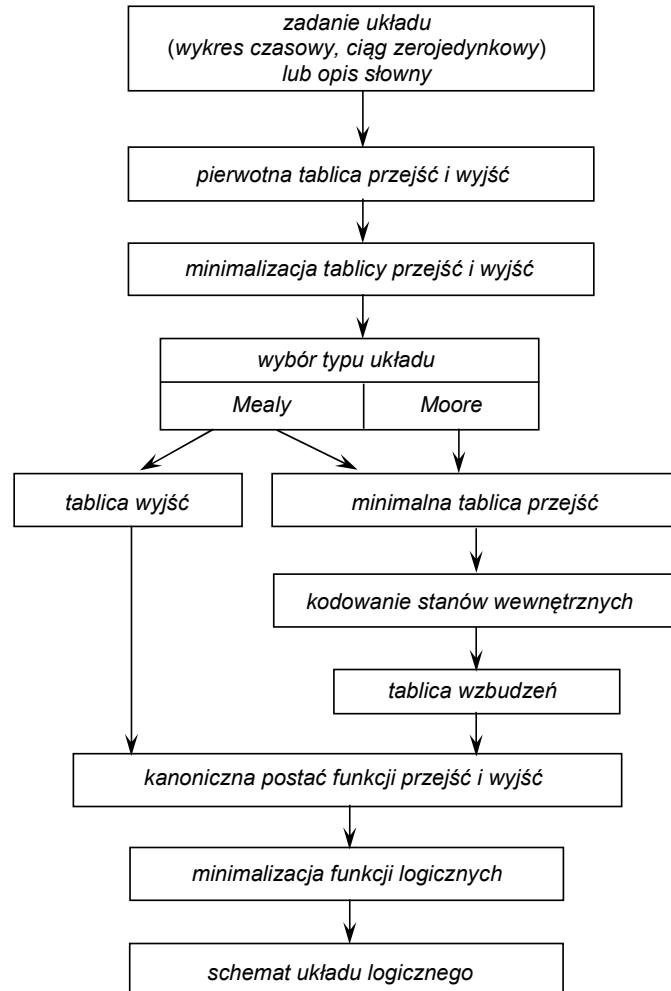 zadanie układu
(wykres czasowy, ciąg zerojedynkowy)
lub opis słowny
pierwotna tablica przejść i wyjść
minimalizacja tablicy przejść i wyjść
wybór typu układu
Mealy
Moore
tablica wyjść
minimalna tablica przejść
kodowanie stanów wewnętrznych
tablica wzbudzeń
kanoniczna postać funkcji przejść i wyjść
minimalizacja funkcji logicznych
schemat układu logicznego